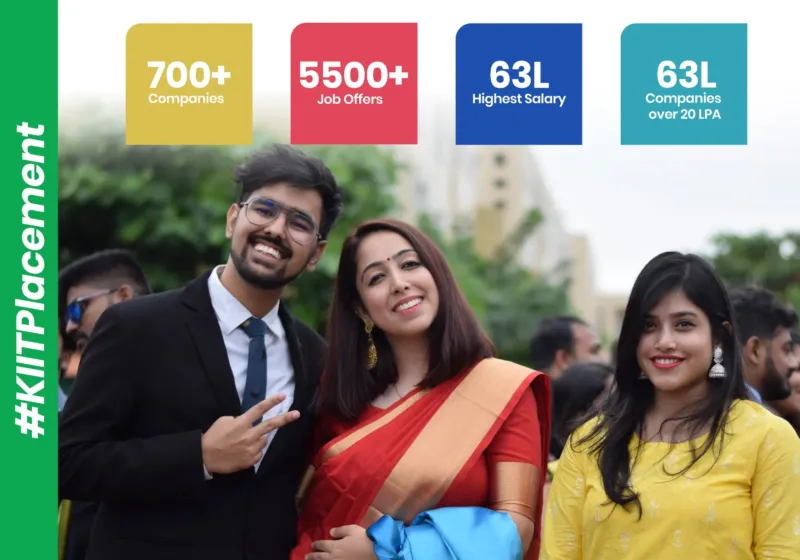 700+
Companies
5500+
Job Offers
63L
Highest Salary
63L
Companies
over 20 LPA
#KIITPlacement